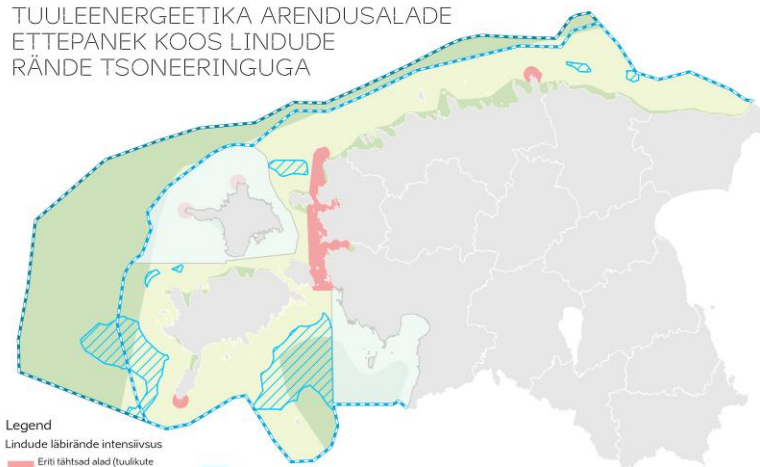 TUULEENERGEETIKA ARENDUSALADE
ETTEPANEK KOOS LINDUDE
RÄNDE TSONEERINGUGA
Legend
Lindude läbirände intensiivsus
Eriti tähtsad alad (tuulikute